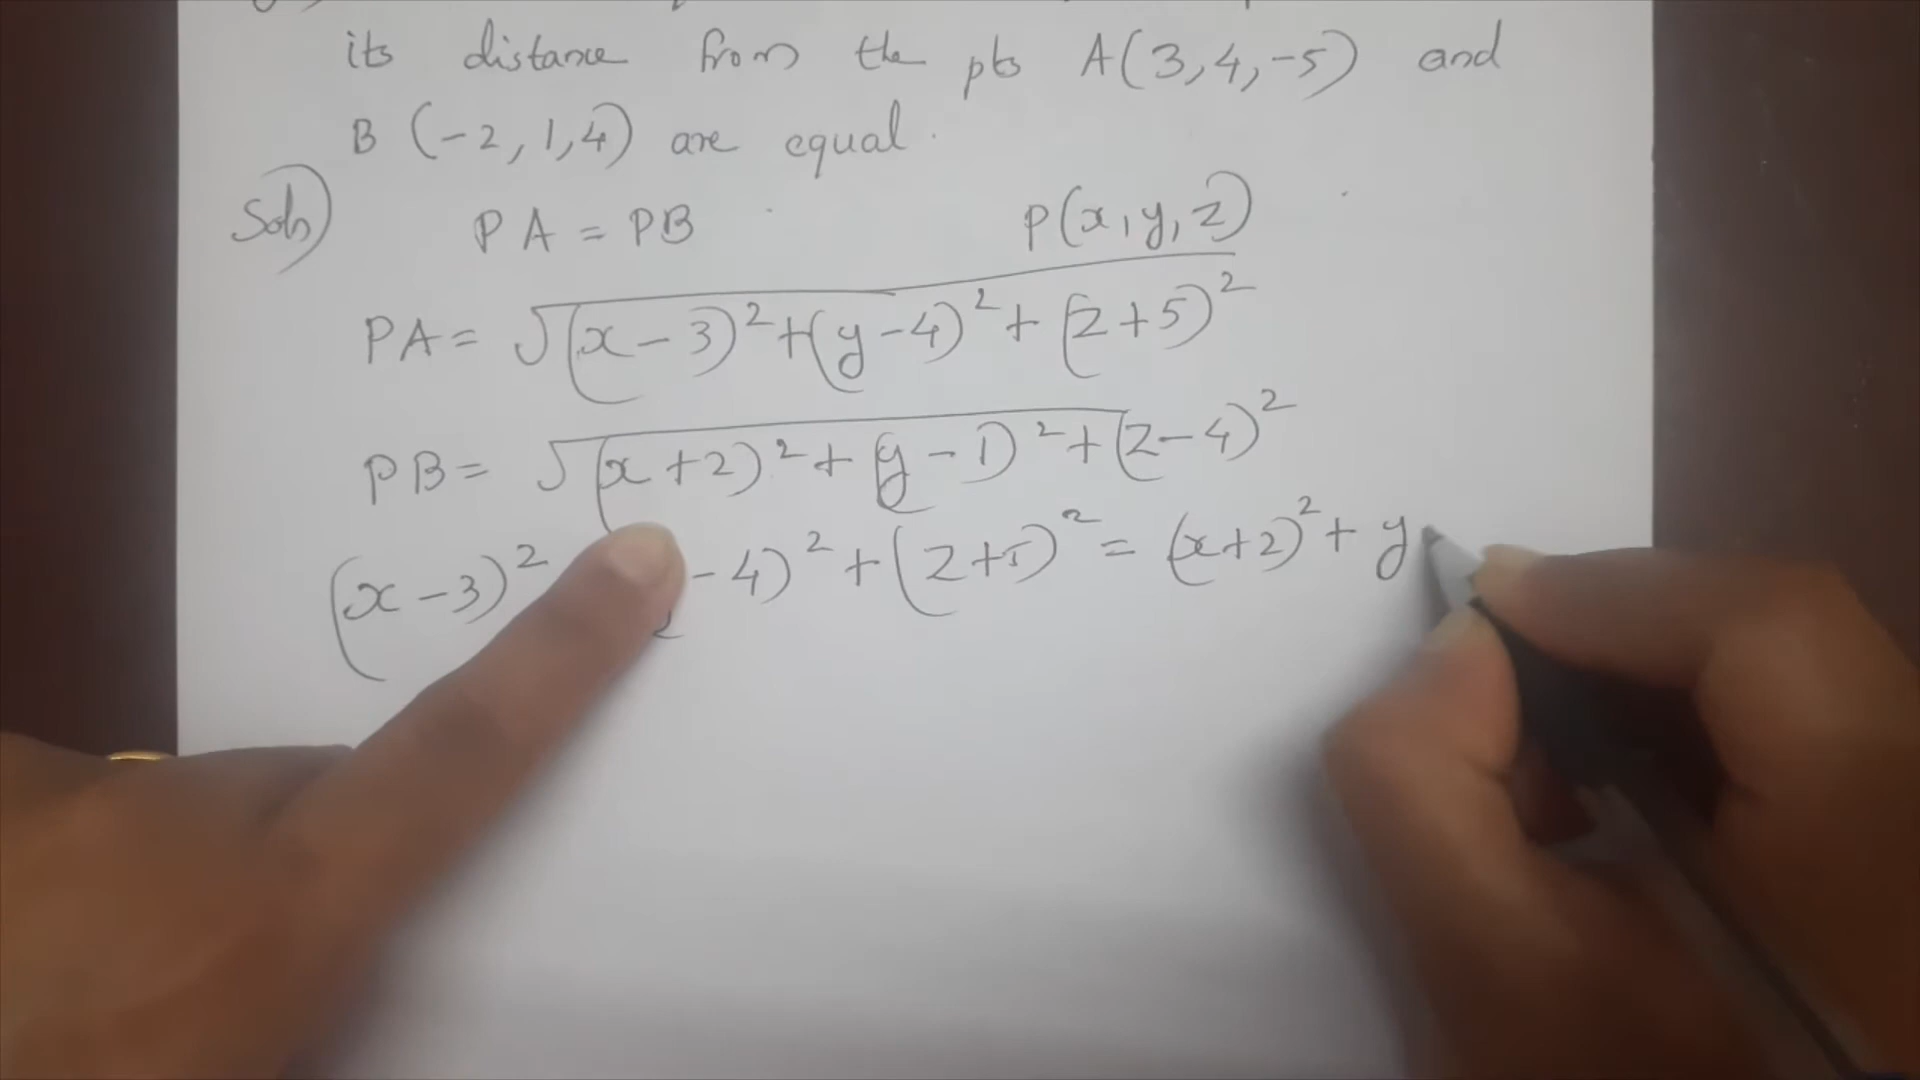 its distance from the pts A(3,4,-5) and
B (-2,1,4) are equal.
Soln) PA = PB P(x,y,z)
PA = √(x-3)²+(y-4)²+(z+5)²
PB = √(x+2)²+(y-1)²+(z-4)²
(x-3)² -4)²+(z+5)² = (x+2)²+ y